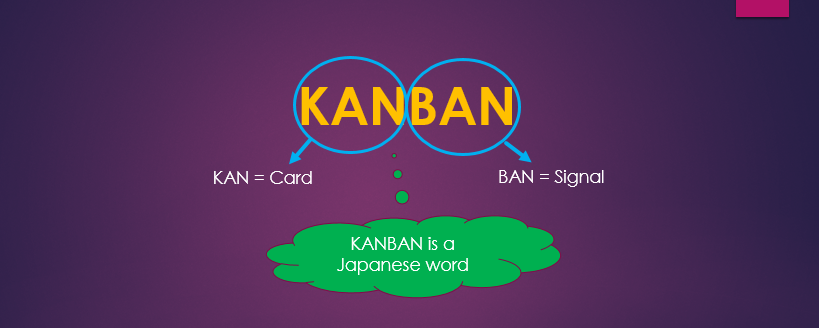 KANBAN
KAN = Card
BAN = Signal
KANBAN is a
Japanese word